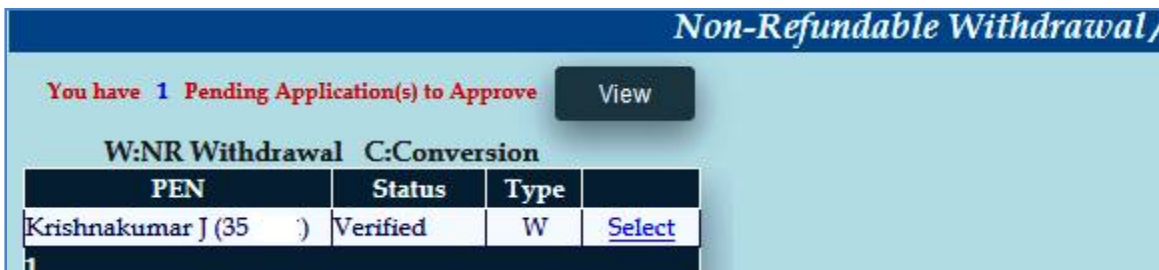 Non-Refundable Withdrawal/
You have 1 Pending Application(s) to Approve View
W:NR Withdrawal C:Conversion
PEN Status Type
Krishnakumar J (35 :) Verified W Select
1